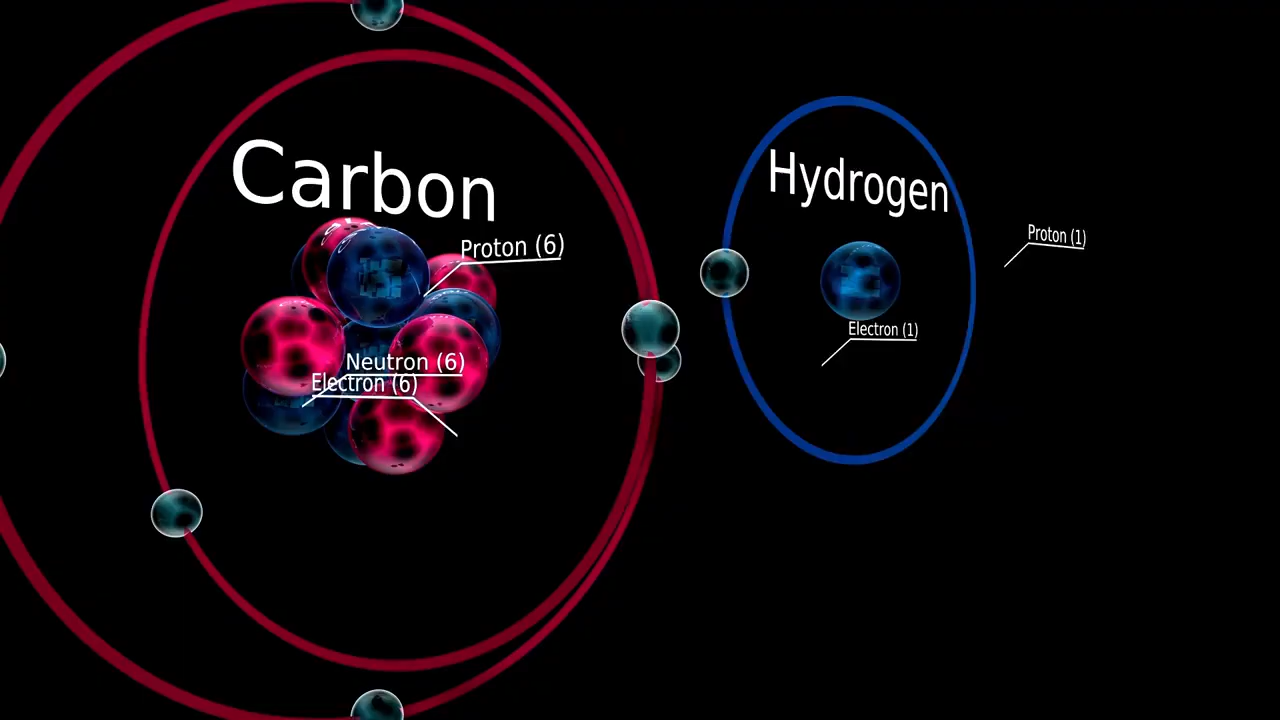 Carbon
Proton (6)
Neutron (6)
Electron (6)
Hydrogen
Proton (1)
Electron (1)